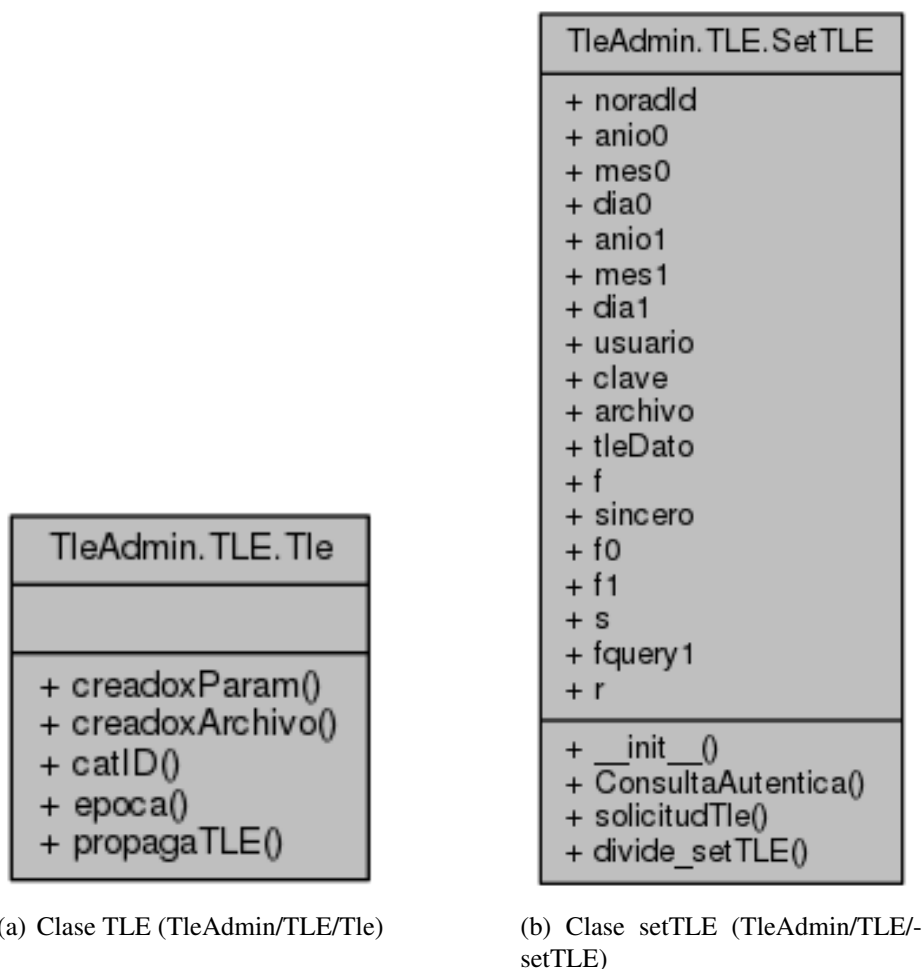 TleAdmin.TLE.Tle
+ creadoxParam()
+ creadoxArchivo()
+ catID()
+ epoca()
+ propagaTLE()
(a) Clase TLE (TleAdmin/TLE/Tle)
TleAdmin.TLE.SetTLE
+ noradId
+ anio0
+ mes0
+ dia0
+ anio1
+ mes1
+ dia1
+ usuario
+ clave
+ archivo
+ tleDato
+ f
+ sincero
+ f0
+ f1
+ s
+ fquery1
+ r
+ __init__()
+ ConsultaAutentica()
+ solicitudTle()
+ divide_setTLE()
(b) Clase setTLE (TleAdmin/TLE/-
setTLE)